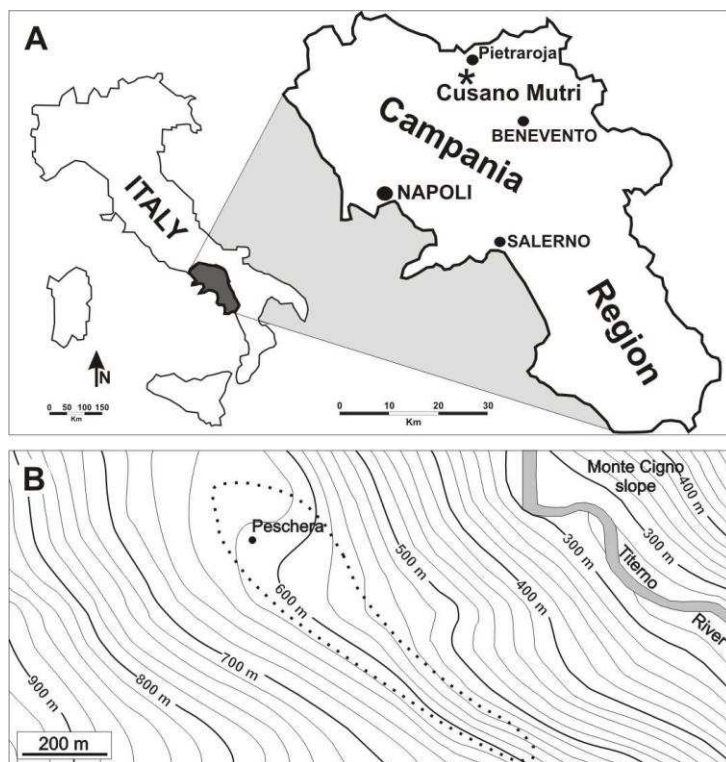 A
Pietraroja
*
Cusano Mutri
BENEVENTO
Campania
NAPOLI
SALERNO
Region
ITALY
N
0 50 100 150
Km
0 10 20 30
Km
B
Monte Cigno
slope
400 m
300 m
Titerno
River
Peschera
500 m
400 m
300 m
600 m
700 m
800 m
900 m
200 m